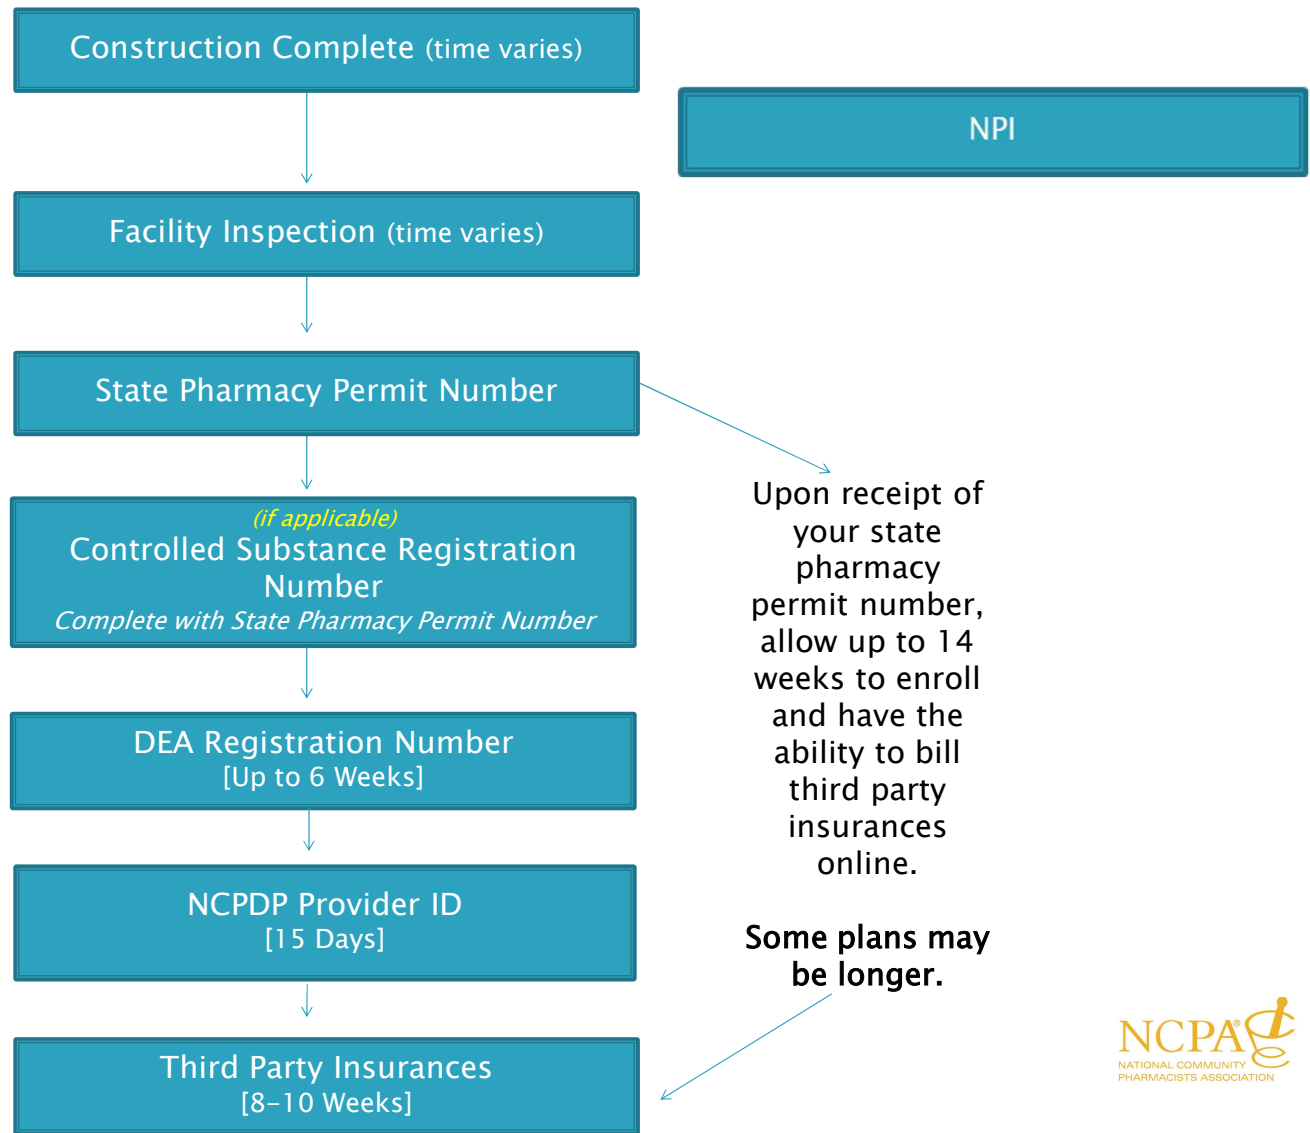 Construction Complete (time varies)
NPI
Facility Inspection (time varies)
State Pharmacy Permit Number
(if applicable)
Controlled Substance Registration
Number
Complete with State Pharmacy Permit Number
DEA Registration Number
[Up to 6 Weeks]
NCPDP Provider ID
[15 Days]
Third Party Insurances
[8-10 Weeks]
Upon receipt of
your state
pharmacy
permit number,
allow up to 14
weeks to enroll
and have the
ability to bill
third party
insurances
online.
Some plans may
be longer.
NCPA®
NATIONAL COMMUNITY
PHARMACISTS ASSOCIATION